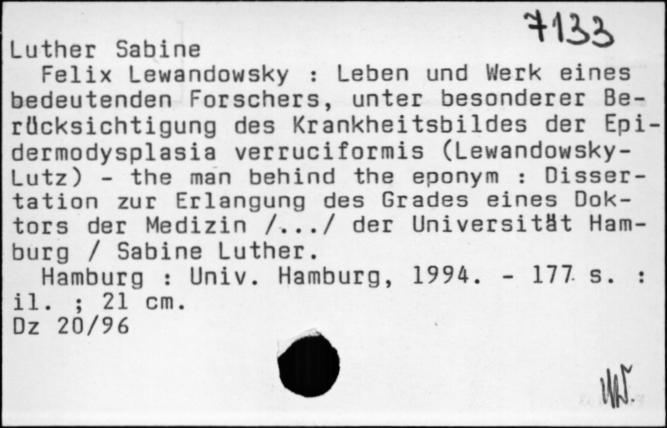 7133
Luther Sabine
Felix Lewandowsky : Leben und Werk eines
bedeutenden Forschers, unter besonderer Be-
rücksichtigung des Krankheitsbildes der Epi-
dermodysplasia verruciformis (Lewandowsky-
Lutz) - the man behind the eponym : Disser-
tation zur Erlangung des Grades eines Dok-
tors der Medizin /.../ der Universität Ham-
burg / Sabine Luther.
Hamburg : Univ. Hamburg, 1994. - 177 s. :
il. ; 21 cm.
Dz 20/96